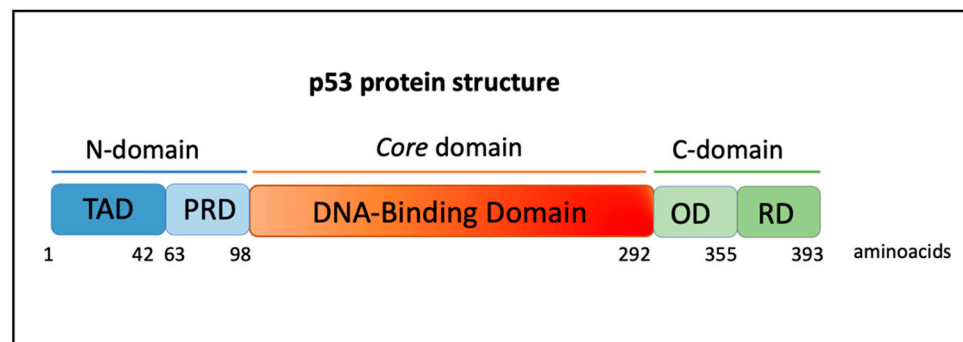 p53 protein structure
N-domain Core domain C-domain
TAD PRD DNA-Binding Domain OD RD
1 42 63 98 292 355 393 aminoacids